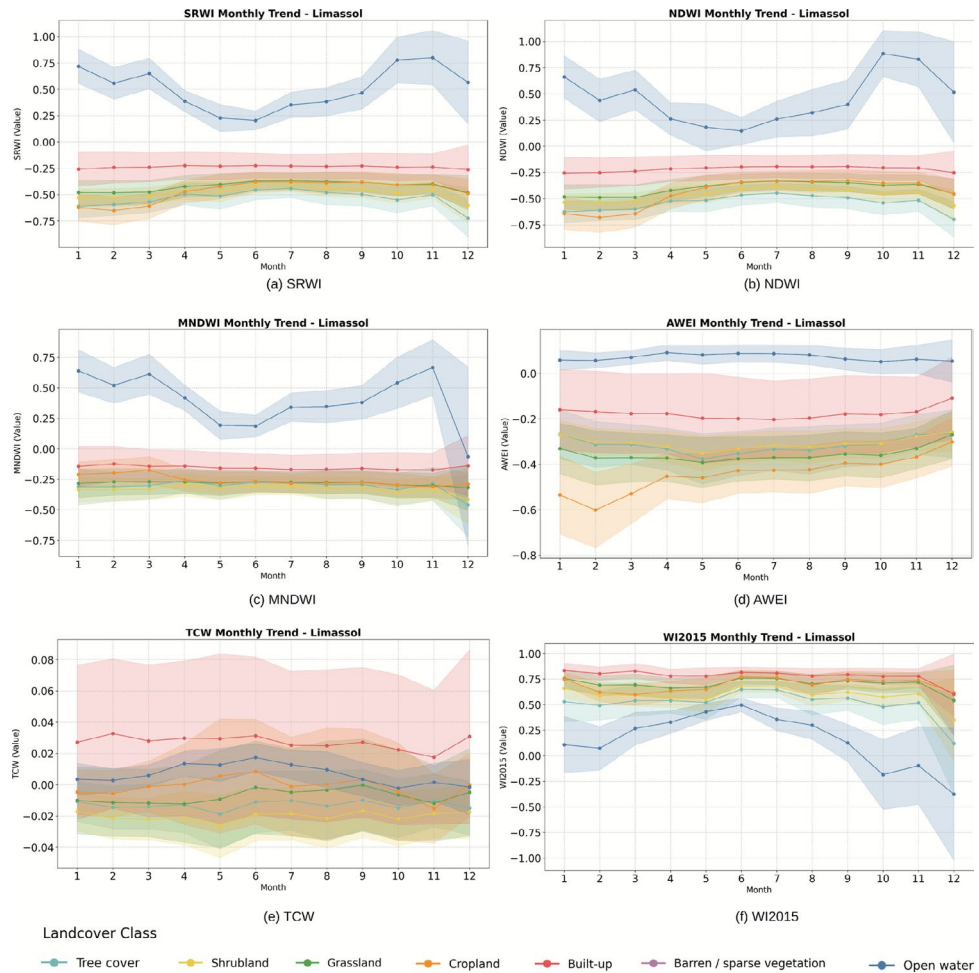 SRWI Monthly Trend - Limassol
SRWI (Value)
1.00
0.75
0.50
0.25
0.00
−0.25
−0.50
−0.75
1 2 3 4 5 6 7 8 9 10 11 12
Month
(a) SRWI
NDWI Monthly Trend - Limassol
NDWI (Value)
1.00
0.75
0.50
0.25
0.00
−0.25
−0.50
−0.75
1 2 3 4 5 6 7 8 9 10 11 12
Month
(b) NDWI
MNDWI Monthly Trend - Limassol
MNDWI (Value)
0.75
0.50
0.25
0.00
−0.25
−0.50
−0.75
1 2 3 4 5 6 7 8 9 10 11 12
Month
(c) MNDWI
AWEI Monthly Trend - Limassol
AWEI (Value)
0.0
−0.2
−0.4
−0.6
−0.8
1 2 3 4 5 6 7 8 9 10 11 12
Month
(d) AWEI
TCW Monthly Trend - Limassol
TCW (Value)
0.08
0.06
0.04
0.02
0.00
−0.02
−0.04
1 2 3 4 5 6 7 8 9 10 11 12
Month
(e) TCW
WI2015 Monthly Trend - Limassol
WI2015 (Value)
1.00
0.75
0.50
0.25
0.00
−0.25
−0.50
−0.75
−1.00
1 2 3 4 5 6 7 8 9 10 11 12
Month
(f) WI2015
Landcover Class
Tree cover Shrubland Grassland Cropland Built-up Barren / sparse vegetation Open water